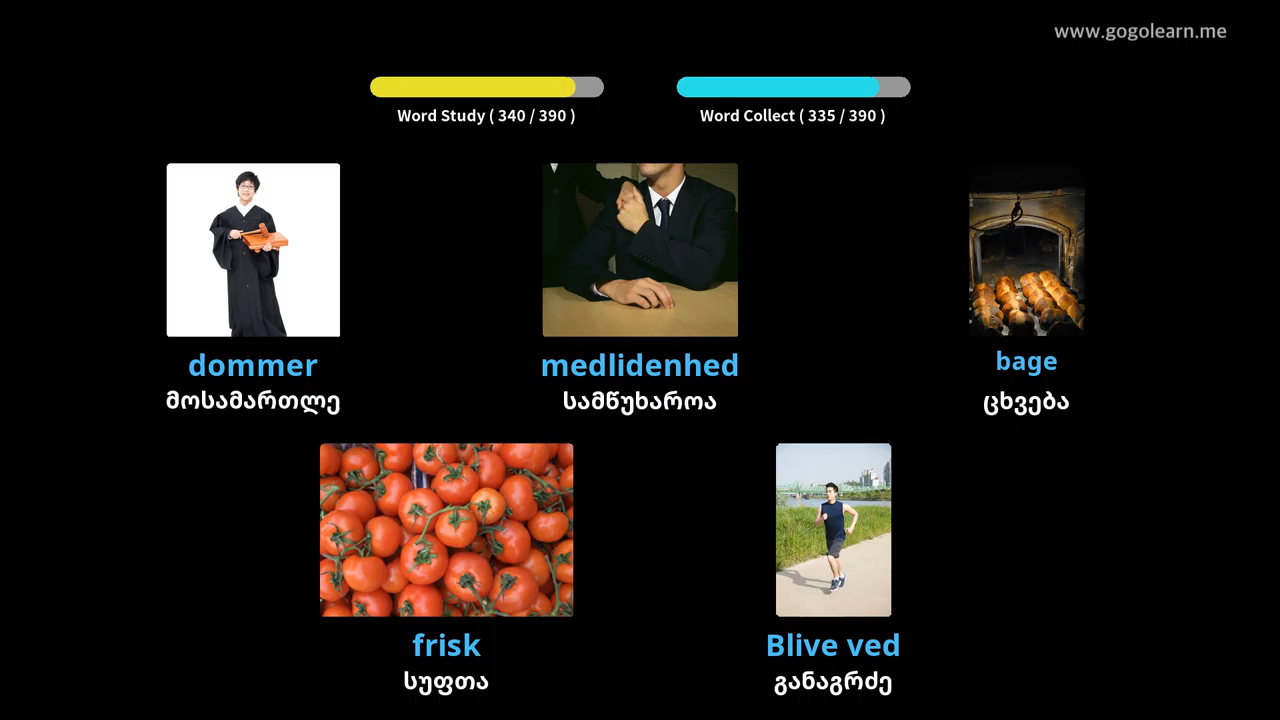 www.gogolearn.me
Word Study ( 340 / 390 )
Word Collect ( 335 / 390 )
dommer
მოსამართლე
medlidenhed
სამწუხაროა
bage
ცხვება
frisk
სუფთა
Blive ved
განაგრძე